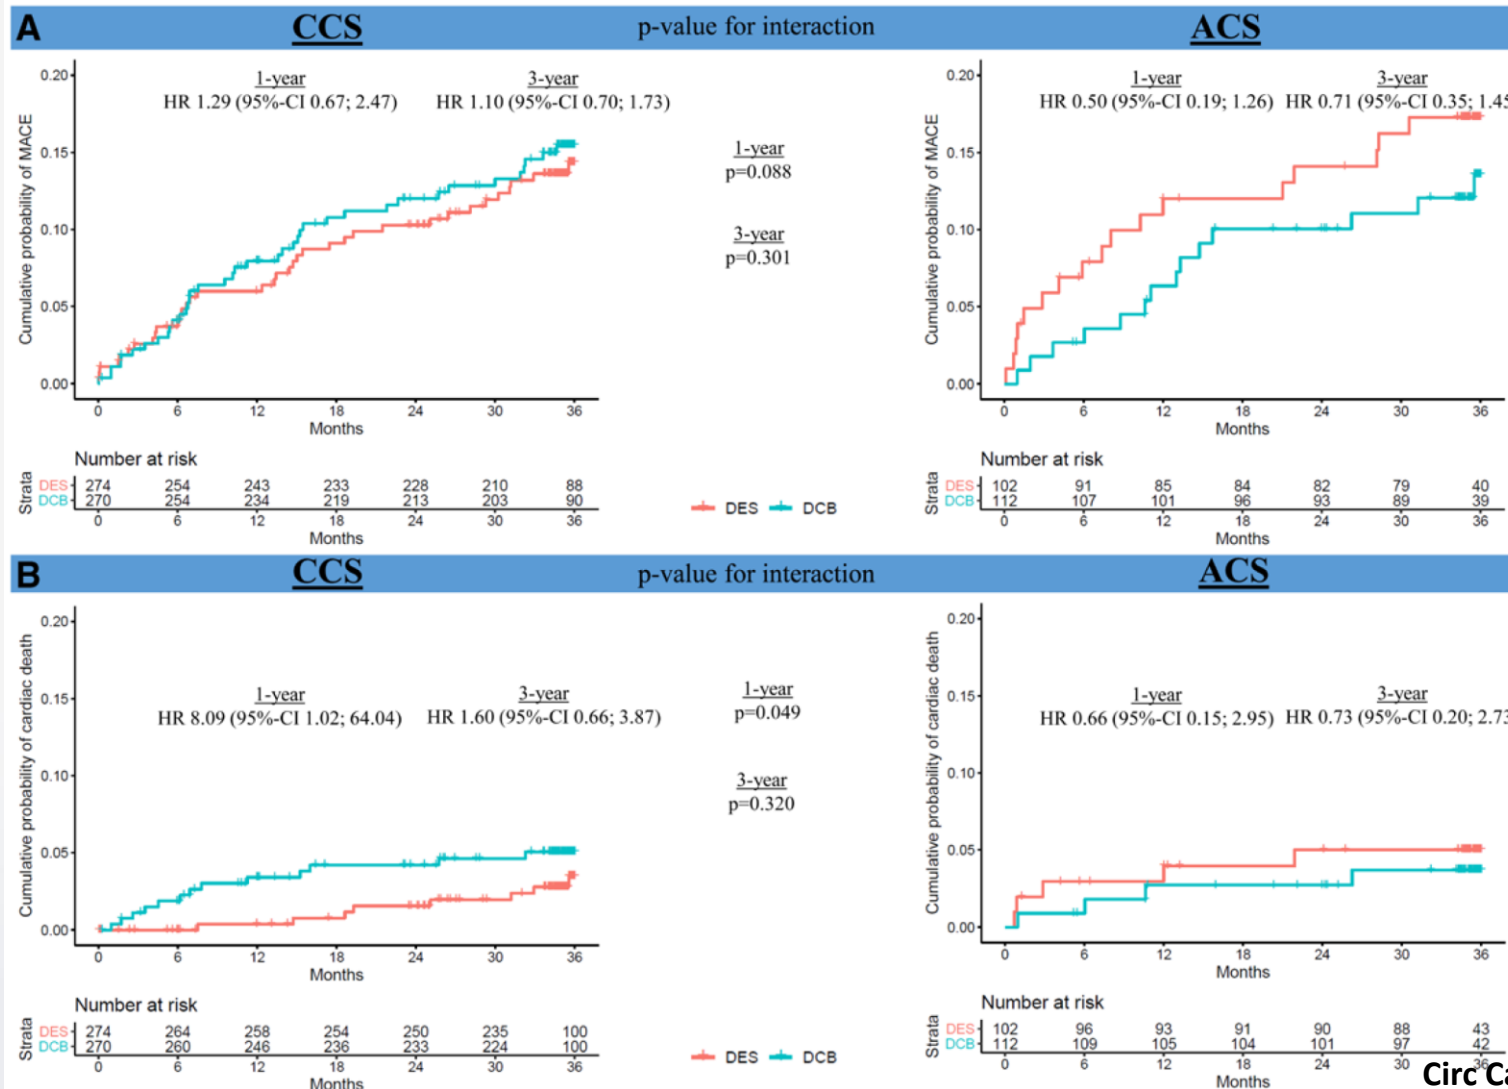 A CCS p-value for interaction ACS
1-year 3-year
HR 1.29 (95%-CI 0.67; 2.47) HR 1.10 (95%-CI 0.70; 1.73)
1-year
p=0.088
3-year
p=0.301
1-year 3-year
HR 0.50 (95%-CI 0.19; 1.26) HR 0.71 (95%-CI 0.35; 1.45
Cumulative probability of MACE
0.20
0.15
0.10
0.05
0.00
0 6 12 18 24 30 36
Months
Cumulative probability of MACE
0.20
0.15
0.10
0.05
0.00
0 6 12 18 24 30 36
Months
Number at risk
Strata
DES 274 254 243 233 228 210 88
DCB 270 254 234 219 213 203 90
0 6 12 18 24 30 36
Months
DES DCB
Number at risk
Strata
DES 102 91 85 84 82 79 40
DCB 112 107 101 96 93 89 39
0 6 12 18 24 30 36
Months
B CCS p-value for interaction ACS
1-year 3-year
HR 8.09 (95%-CI 1.02; 64.04) HR 1.60 (95%-CI 0.66; 3.87)
1-year
p=0.049
3-year
p=0.320
1-year 3-year
HR 0.66 (95%-CI 0.15; 2.95) HR 0.73 (95%-CI 0.20; 2.73
Cumulative probability of cardiac death
0.20
0.15
0.10
0.05
0.00
0 6 12 18 24 30 36
Months
Cumulative probability of cardiac death
0.20
0.15
0.10
0.05
0.00
0 6 12 18 24 30 36
Months
Number at risk
Strata
DES 274 264 258 254 250 235 100
DCB 270 260 246 236 233 224 100
0 6 12 18 24 30 36
Months
DES DCB
Number at risk
Strata
DES 102 96 93 91 90 88 43
DCB 112 109 105 104 101 97 42
0 6 12 18 24 30 36
Months
Circ Ca